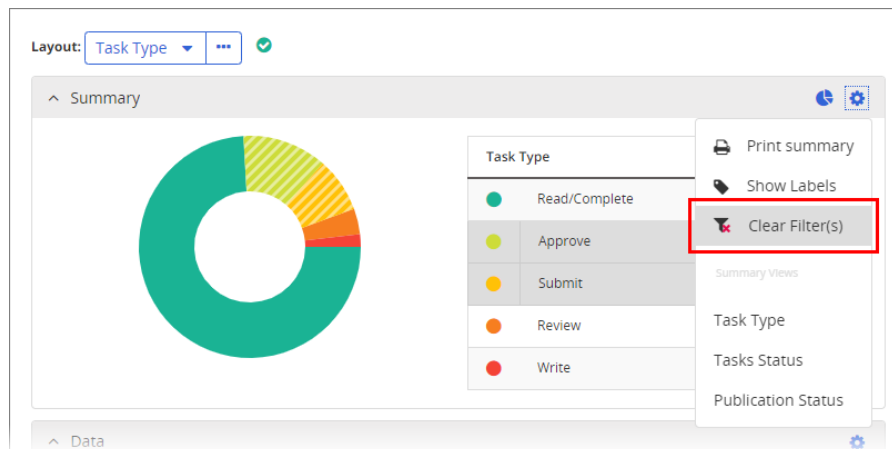 Layout: Task Type
Summary
Task Type
Read/Complete
Approve
Submit
Review
Write
Print summary
Show Labels
Clear Filter(s)
Summary Views
Task Type
Tasks Status
Publication Status
Data